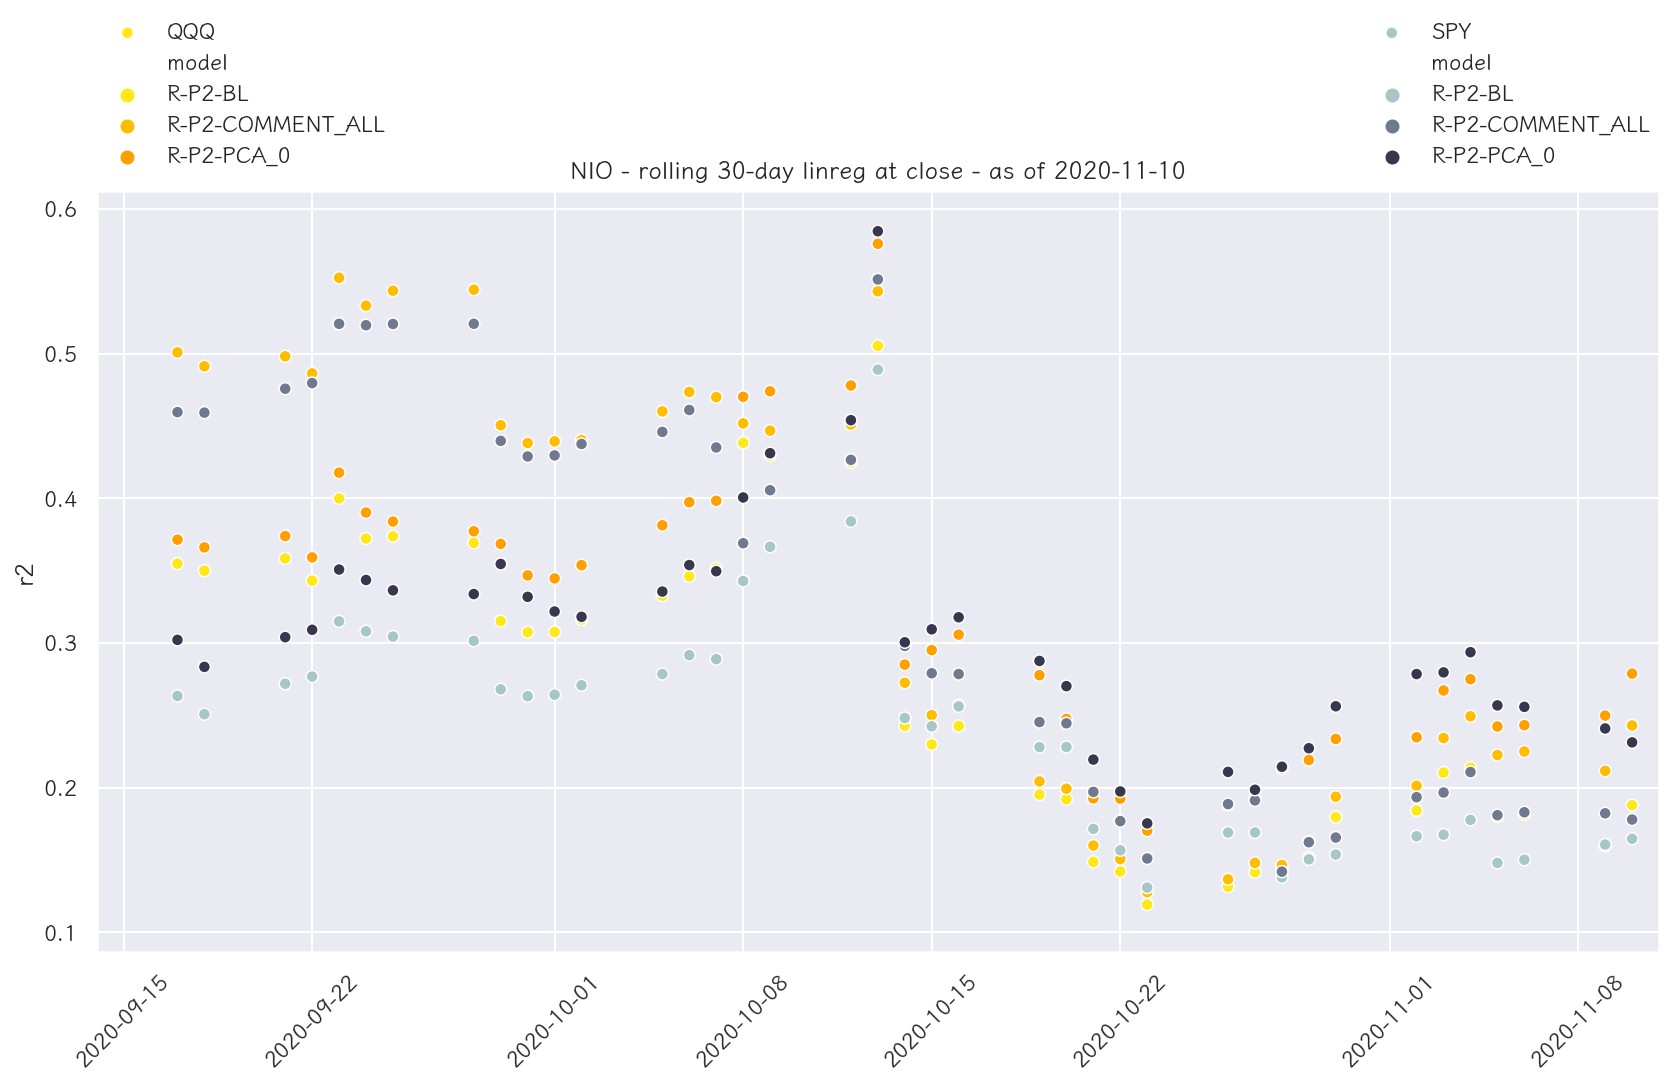 QQQ
model
R-P2-BL
R-P2-COMMENT_ALL
R-P2-PCA_0
SPY
model
R-P2-BL
R-P2-COMMENT_ALL
R-P2-PCA_0
NIO - rolling 30-day linreg at close - as of 2020-11-10
0.6
0.5
0.4
0.3
0.2
0.1
r2
2020-09-15
2020-09-22
2020-10-01
2020-10-08
2020-10-15
2020-10-22
2020-11-01
2020-11-08